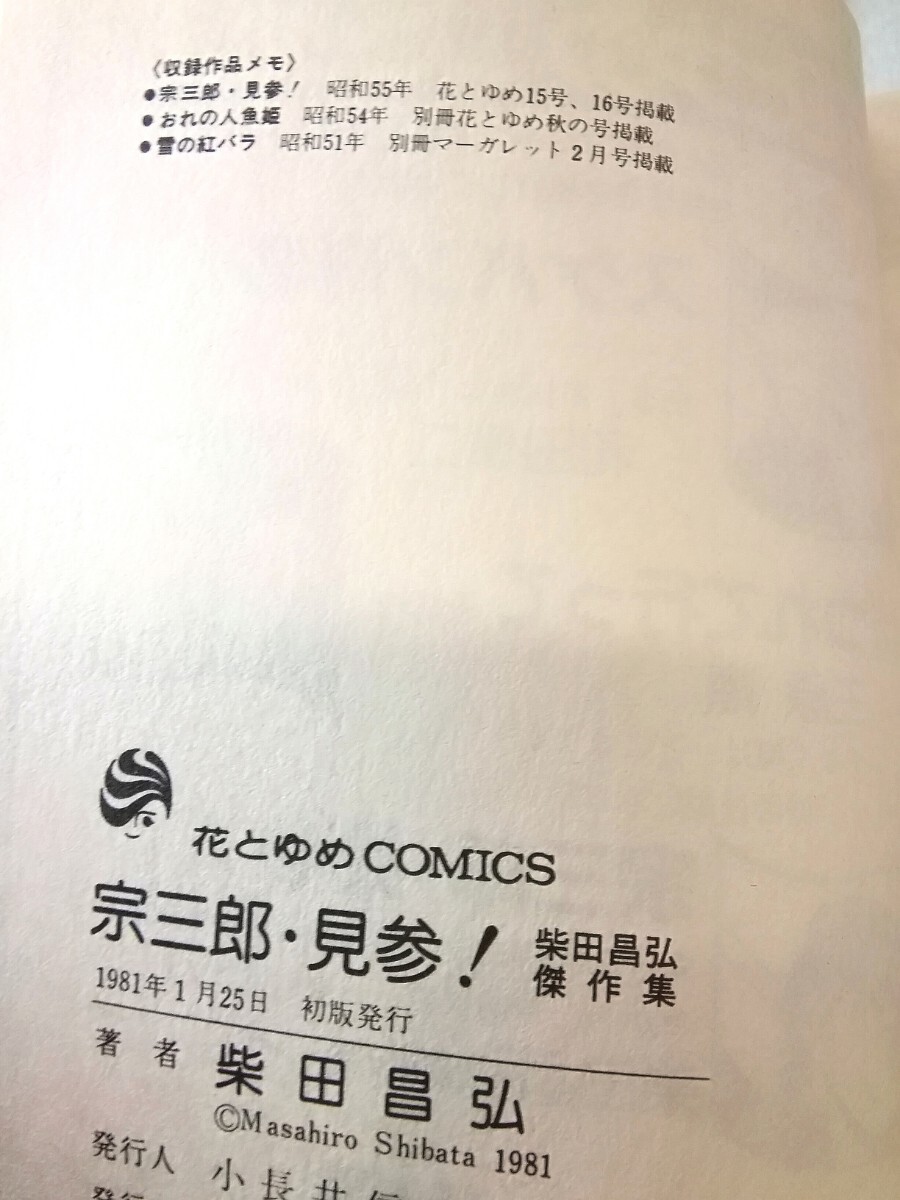 〈収録作品メモ〉
●宗三郎・見参! 昭和55年 花とゆめ15号、16号掲載
●おれの人魚姫 昭和54年 別冊花とゆめ秋の号掲載
●雪の紅バラ 昭和51年 別冊マーガレット2月号掲載
花とゆめCOMICS
宗三郎・見参! 柴田昌弘
傑作集
1981年1月25日 初版発行
著者 柴田昌弘
©Masahiro Shibata 1981
発行人 小長井